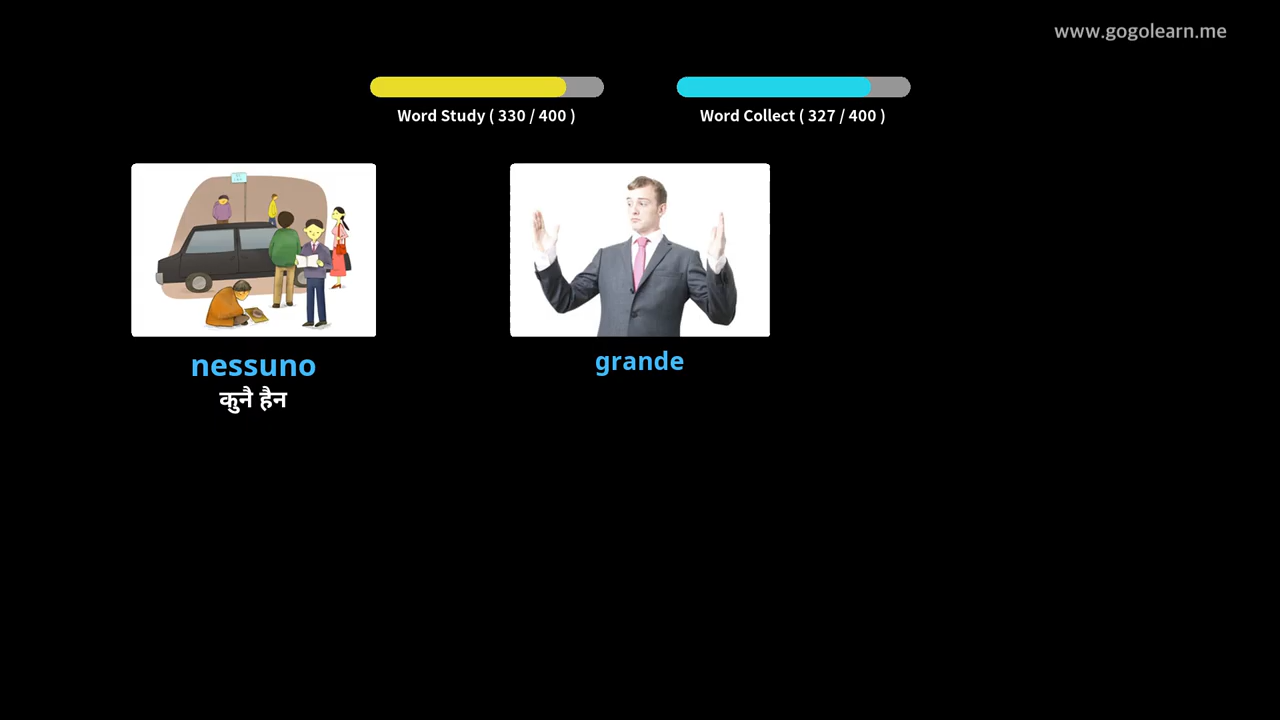 www.gogolearn.me
Word Study ( 330 / 400 )
Word Collect ( 327 / 400 )
nessuno
कुनै हैन
grande